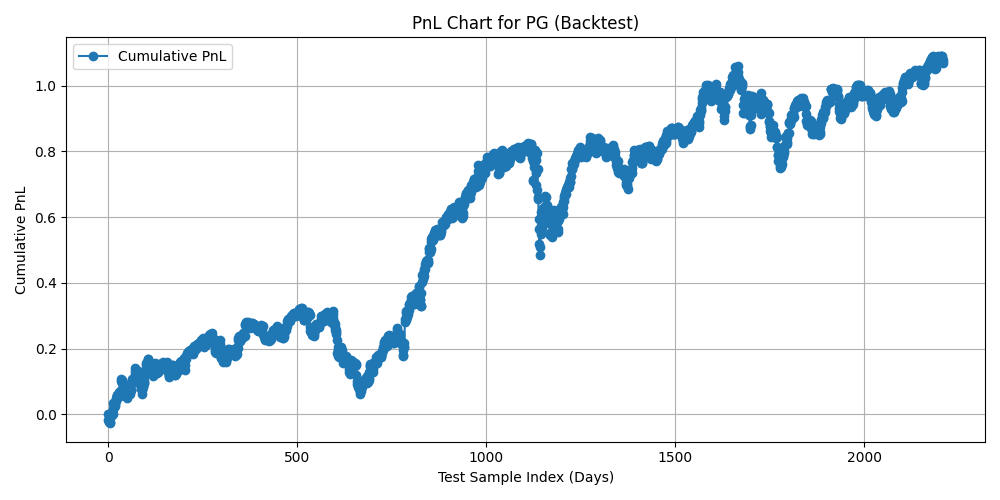 PnL Chart for PG (Backtest)
Cumulative PnL
Cumulative PnL
1.0
0.8
0.6
0.4
0.2
0.0
0 500 1000 1500 2000
Test Sample Index (Days)